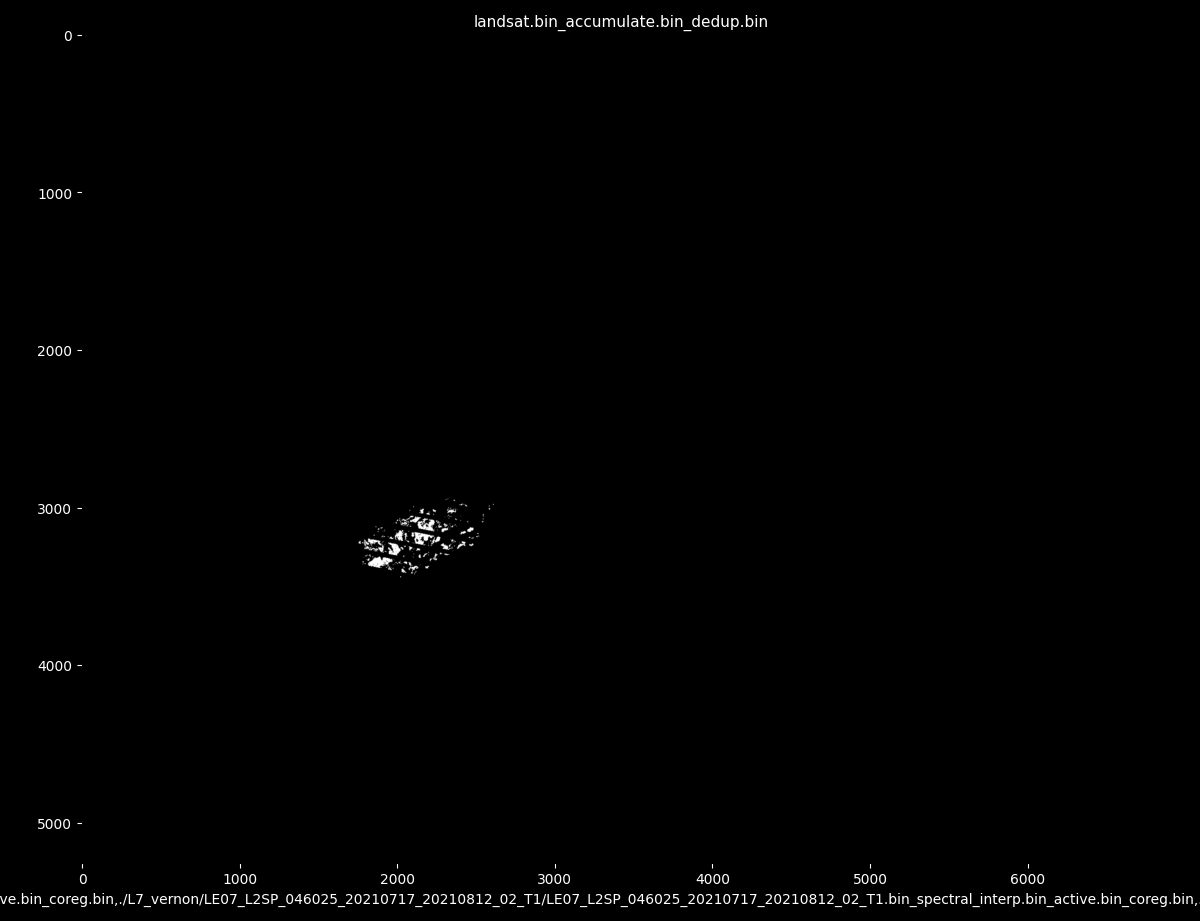 landsat.bin_accumulate.bin_dedup.bin
0
1000
2000
3000
4000
5000
0 1000 2000 3000 4000 5000 6000
ve.bin_coreg.bin,./L7_vernon/LE07_L2SP_046025_20210717_20210812_02_T1/LE07_L2SP_046025_20210717_20210812_02_T1.bin_spectral_interp.bin_active.bin_coreg.bin,